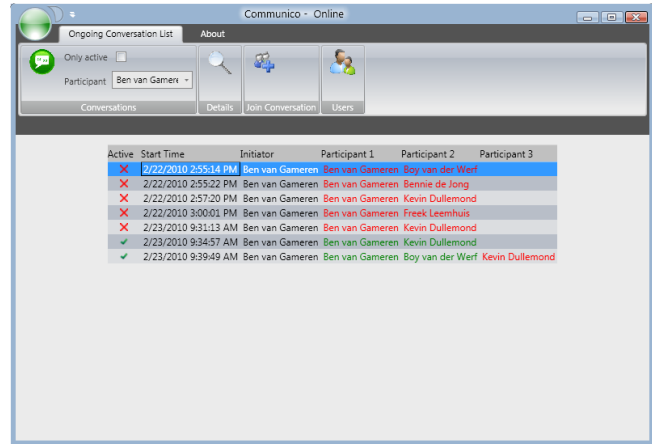 Communico - Online
Ongoing Conversation List About
Only active
Participant Ben van Gamere
Conversations Details Join Conversation Users
Active Start Time Initiator Participant 1 Participant 2 Participant 3
2/22/2010 2:55:14 PM Ben van Gameren Ben van Gameren Boy van der Werf
2/22/2010 2:55:22 PM Ben van Gameren Ben van Gameren Bennie de Jong
2/22/2010 2:57:20 PM Ben van Gameren Ben van Gameren Kevin Dullemond
2/22/2010 3:00:01 PM Ben van Gameren Ben van Gameren Freek Leemhuis
2/23/2010 9:31:13 AM Ben van Gameren Ben van Gameren Kevin Dullemond
2/23/2010 9:34:57 AM Ben van Gameren Ben van Gameren Kevin Dullemond
2/23/2010 9:39:49 AM Ben van Gameren Ben van Gameren Boy van der Werf Kevin Dullemond